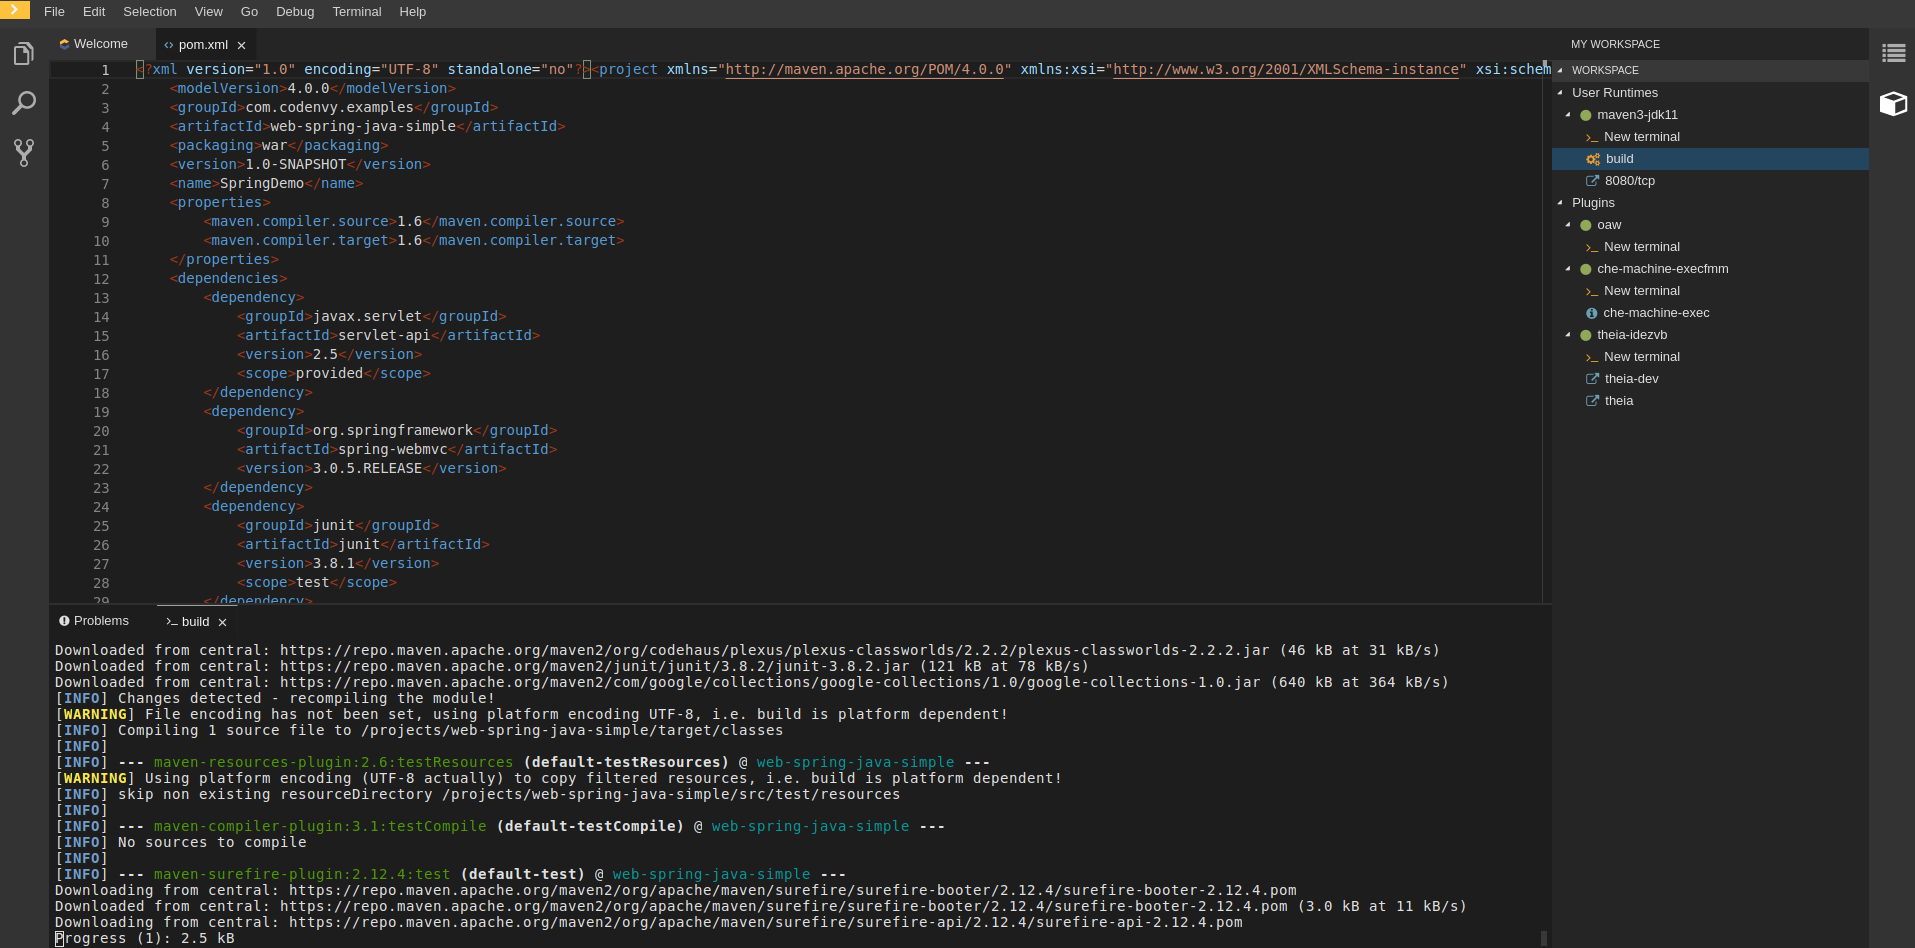 File Edit Selection View Go Debug Terminal Help
Welcome pom.xml
1 <?xml version="1.0" encoding="UTF-8" standalone="no"?><project xmlns="http://maven.apache.org/POM/4.0.0" xmlns:xsi="http://www.w3.org/2001/XMLSchema-instance" xsi:schem
2 <modelVersion>4.0.0</modelVersion>
3 <groupId>com.codenvy.examples</groupId>
4 <artifactId>web-spring-java-simple</artifactId>
5 <packaging>war</packaging>
6 <version>1.0-SNAPSHOT</version>
7 <name>SpringDemo</name>
8 <properties>
9 <maven.compiler.source>1.6</maven.compiler.source>
10 <maven.compiler.target>1.6</maven.compiler.target>
11 </properties>
12 <dependencies>
13 <dependency>
14 <groupId>javax.servlet</groupId>
15 <artifactId>servlet-api</artifactId>
16 <version>2.5</version>
17 <scope>provided</scope>
18 </dependency>
19 <dependency>
20 <groupId>org.springframework</groupId>
21 <artifactId>spring-webmvc</artifactId>
22 <version>3.0.5.RELEASE</version>
23 </dependency>
24 <dependency>
25 <groupId>junit</groupId>
26 <artifactId>junit</artifactId>
27 <version>3.8.1</version>
28 <scope>test</scope>
29 </dependency>
Problems build
Downloaded from central: https://repo.maven.apache.org/maven2/org/codehaus/plexus/plexus-classworlds/2.2.2/plexus-classworlds-2.2.2.jar (46 kB at 31 kB/s)
Downloaded from central: https://repo.maven.apache.org/maven2/junit/junit/3.8.2/junit-3.8.2.jar (121 kB at 78 kB/s)
Downloaded from central: https://repo.maven.apache.org/maven2/com/google/collections/google-collections/1.0/google-collections-1.0.jar (640 kB at 364 kB/s)
[INFO] Changes detected - recompiling the module!
[WARNING] File encoding has not been set, using platform encoding UTF-8, i.e. build is platform dependent!
[INFO] Compiling 1 source file to /projects/web-spring-java-simple/target/classes
[INFO]
[INFO] --- maven-resources-plugin:2.6:testResources (default-testResources) @ web-spring-java-simple ---
[WARNING] Using platform encoding (UTF-8 actually) to copy filtered resources, i.e. build is platform dependent!
[INFO] skip non existing resourceDirectory /projects/web-spring-java-simple/src/test/resources
[INFO]
[INFO] --- maven-compiler-plugin:3.1:testCompile (default-testCompile) @ web-spring-java-simple ---
[INFO] No sources to compile
[INFO]
[INFO] --- maven-surefire-plugin:2.12.4:test (default-test) @ web-spring-java-simple ---
Downloading from central: https://repo.maven.apache.org/maven2/org/apache/maven/surefire/surefire-booter/2.12.4/surefire-booter-2.12.4.pom
Downloaded from central: https://repo.maven.apache.org/maven2/org/apache/maven/surefire/surefire-booter/2.12.4/surefire-booter-2.12.4.pom (3.0 kB at 11 kB/s)
Downloading from central: https://repo.maven.apache.org/maven2/org/apache/maven/surefire/surefire-api/2.12.4/surefire-api-2.12.4.pom
Progress (1): 2.5 kB
MY WORKSPACE
WORKSPACE
User Runtimes
maven3-jdk11
New terminal
build
8080/tcp
Plugins
oaw
New terminal
che-machine-execfmm
New terminal
che-machine-exec
theia-idezvb
New terminal
theia-dev
theia